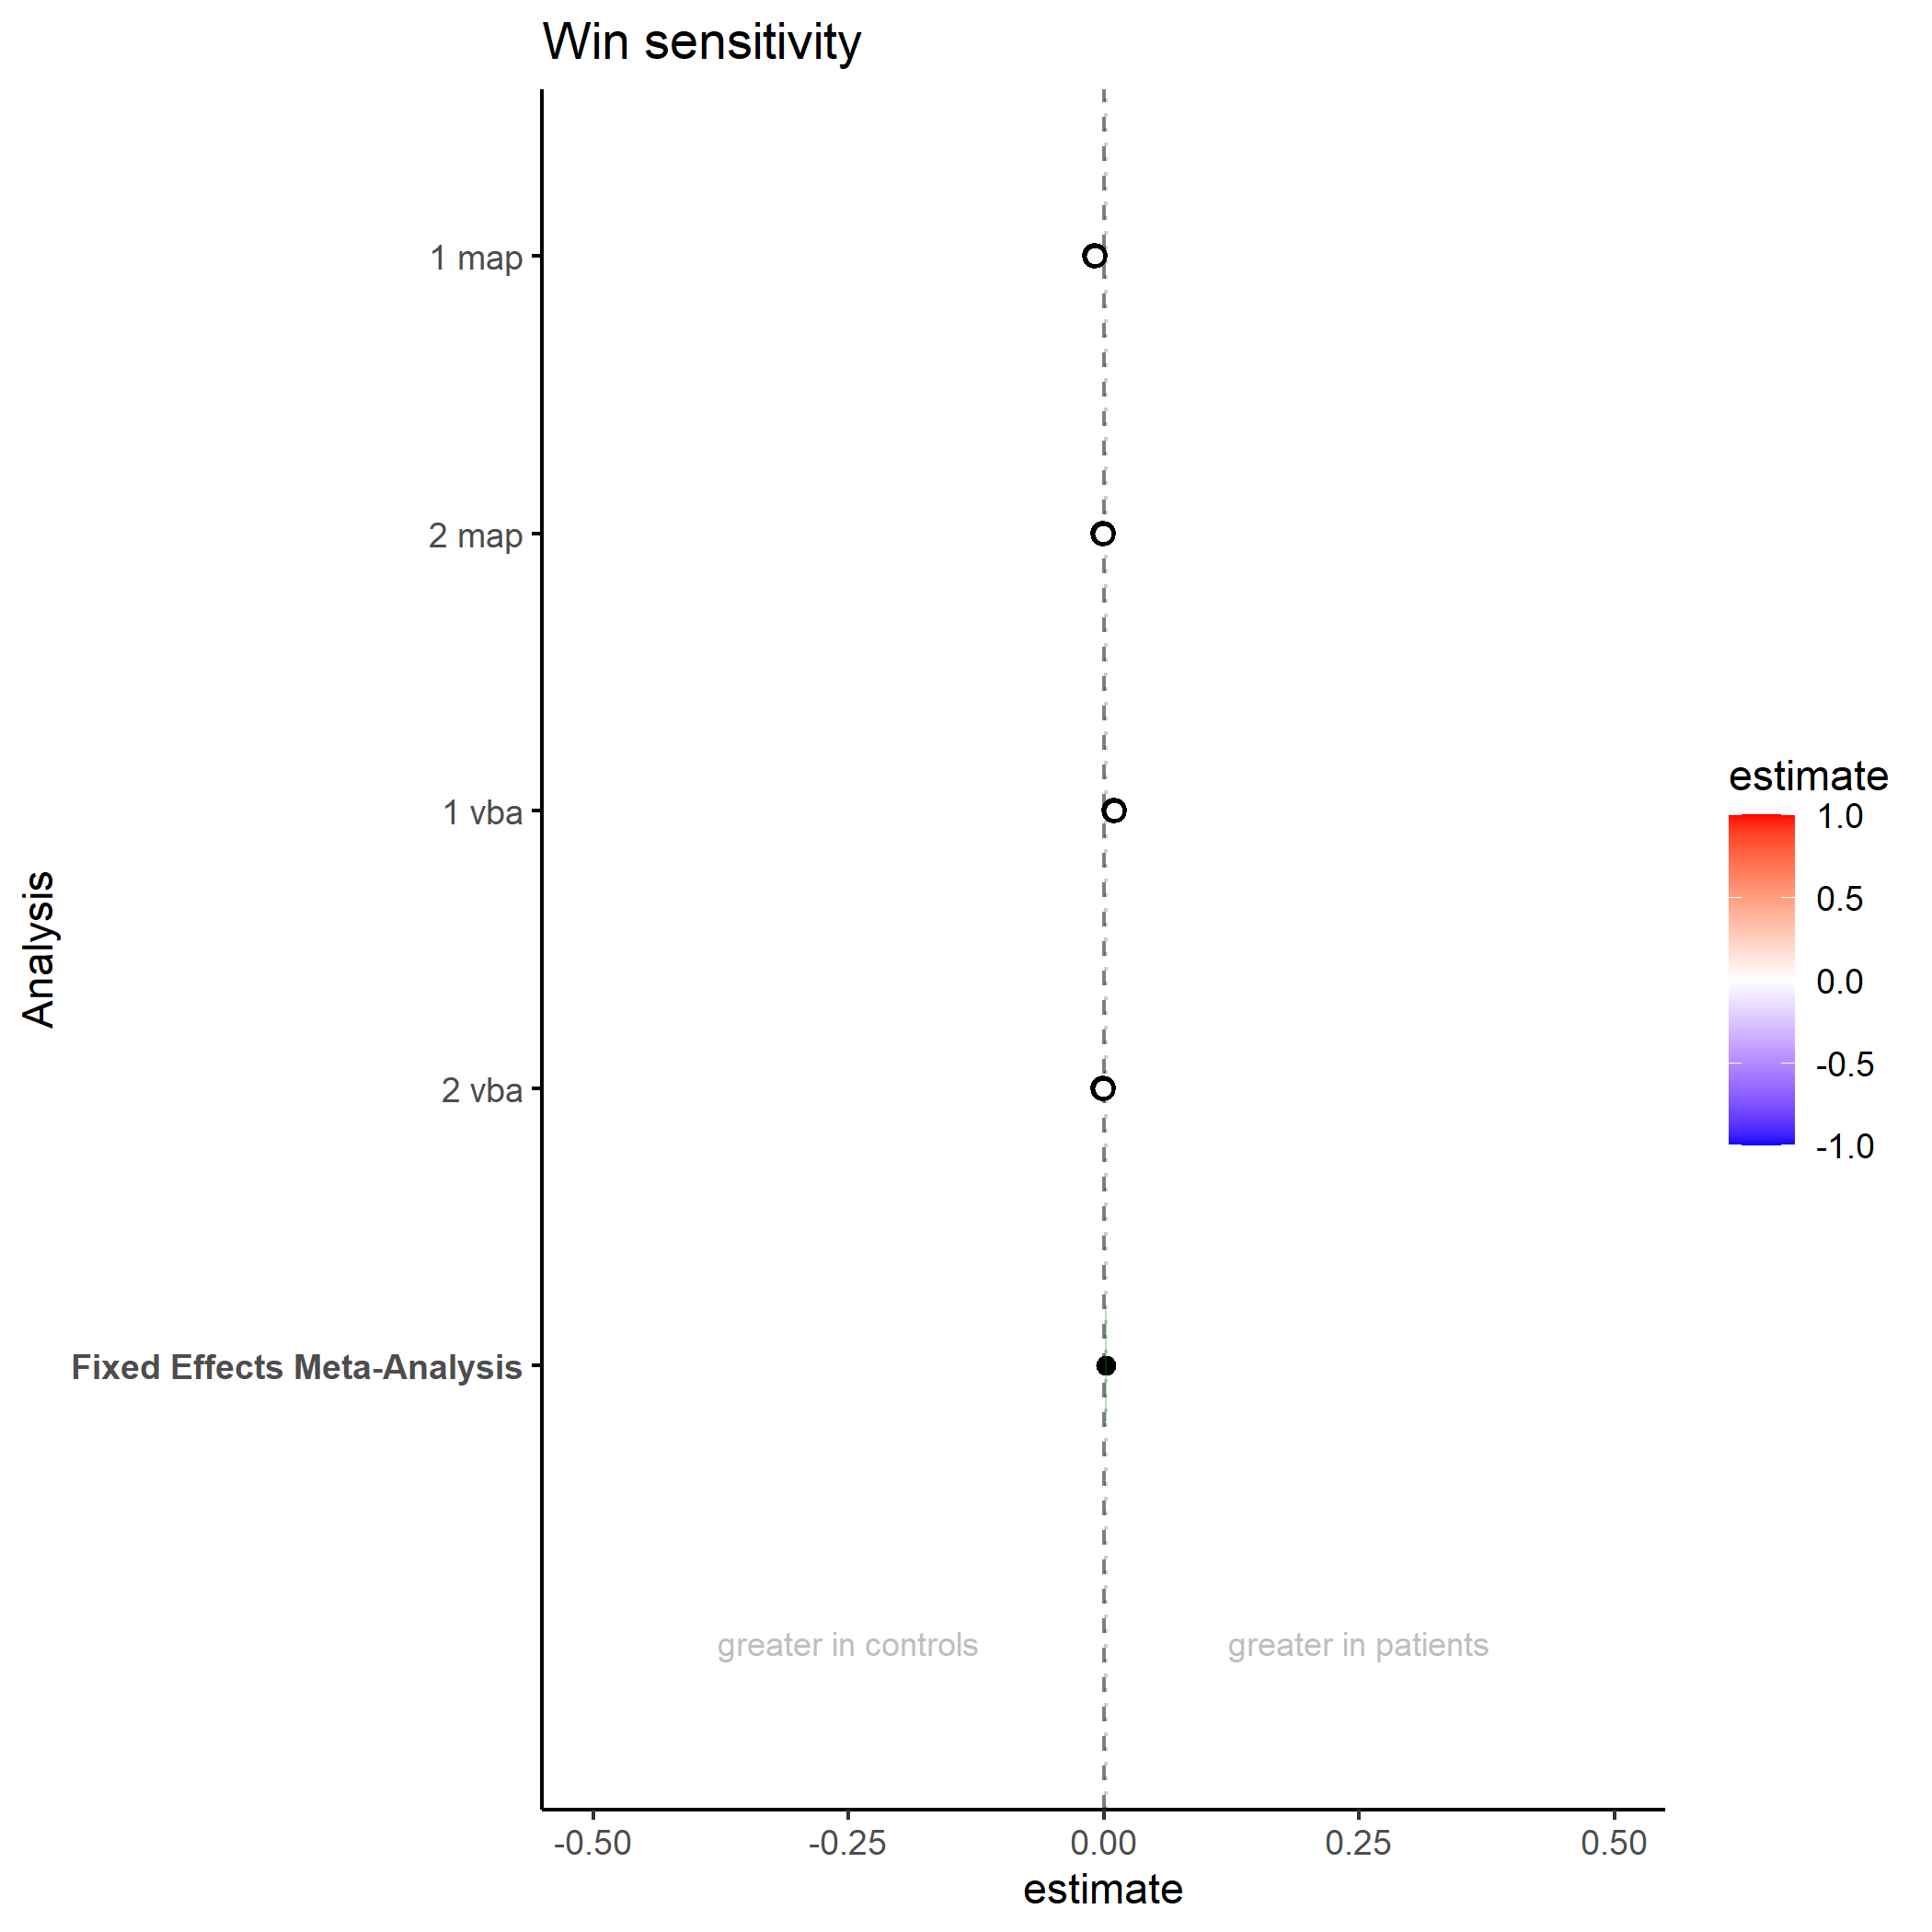 Win sensitivity
Analysis
1 map
2 map
1 vba
2 vba
Fixed Effects Meta-Analysis
greater in controls
greater in patients
-0.50
-0.25
0.00
0.25
0.50
estimate
estimate
1.0
0.5
0.0
-0.5
-1.0